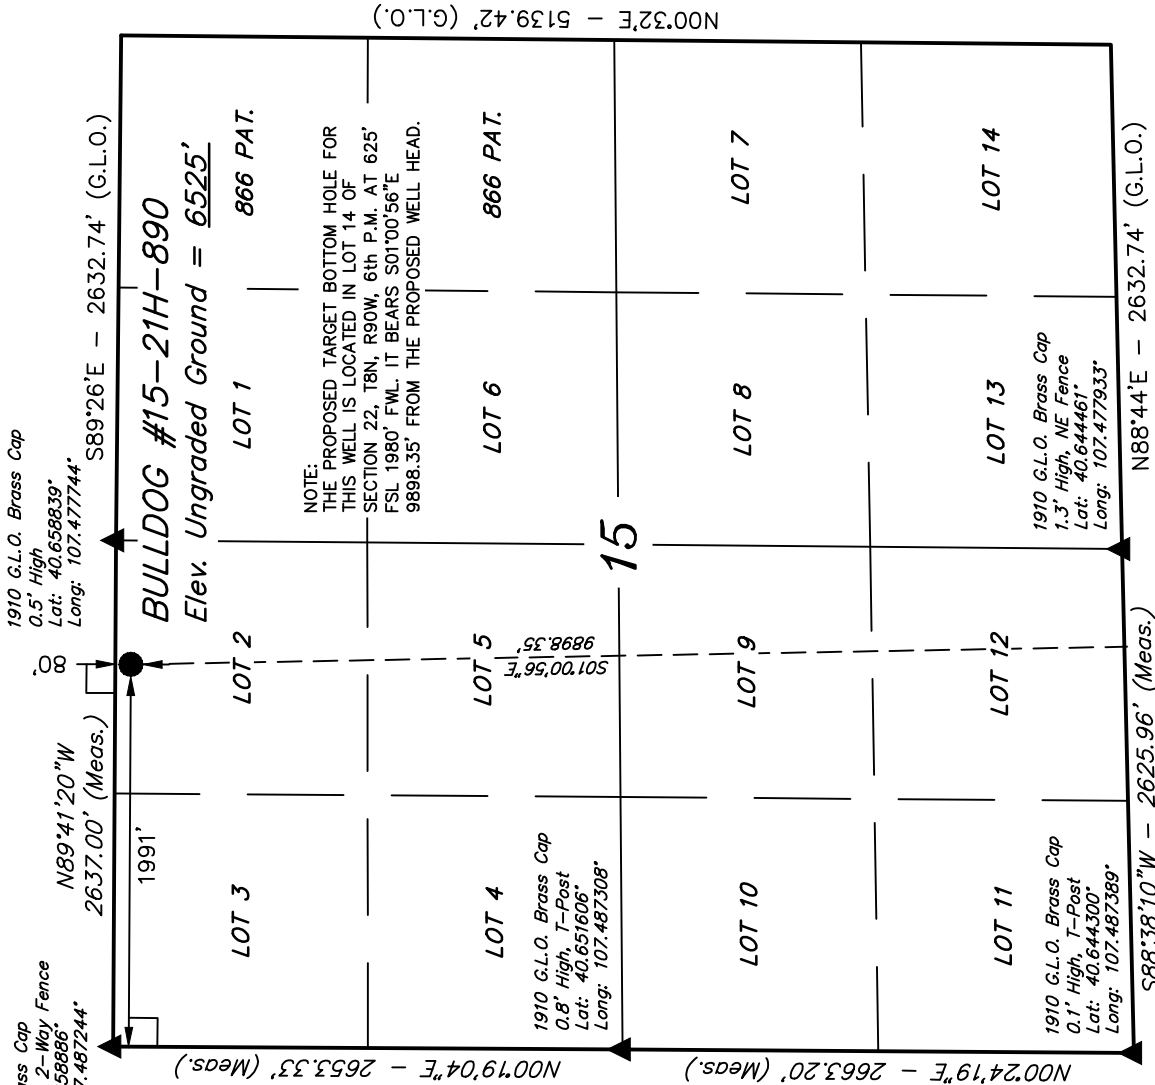 N00°32'E - 5139.42' (G.L.O.)
S89°26'E - 2632.74' (G.L.O.)
1910 G.L.O. Brass Cap
0.5' High
Lat: 40.658839°
Long: 107.477744°
BULLDOG #15-21H-890
Elev. Ungraded Ground = 6525'
80'
N89°41'20"W
2637.00' (Meas.)
1991'
ass Cap
2-Way Fence
58886°
7.487244°
LOT 3
LOT 2
LOT 1
866 PAT.
NOTE:
THE PROPOSED TARGET BOTTOM HOLE FOR
THIS WELL IS LOCATED IN LOT 14 OF
SECTION 22, T8N, R90W, 6th P.M. AT 625'
FSL 1980' FWL. IT BEARS S01°00'56"E
9898.35' FROM THE PROPOSED WELL HEAD.
LOT 4
LOT 5
LOT 6
866 PAT.
S01°00'56"E
9898.35'
1910 G.L.O. Brass Cap
0.8' High, T-Post
Lat: 40.651606°
Long: 107.487308°
15
LOT 10
LOT 9
LOT 8
LOT 7
LOT 11
LOT 12
LOT 13
LOT 14
1910 G.L.O. Brass Cap
0.1' High, T-Post
Lat: 40.644300°
Long: 107.487389°
1910 G.L.O. Brass Cap
1.3' High, NE Fence
Lat: 40.644461°
Long: 107.477933°
S88°38'10"W - 2625.96' (Meas.)
N88°44'E - 2632.74' (G.L.O.)
N00°19'04"E - 2653.33' (Meas.)
N00°24'19"E - 2663.20' (Meas.)